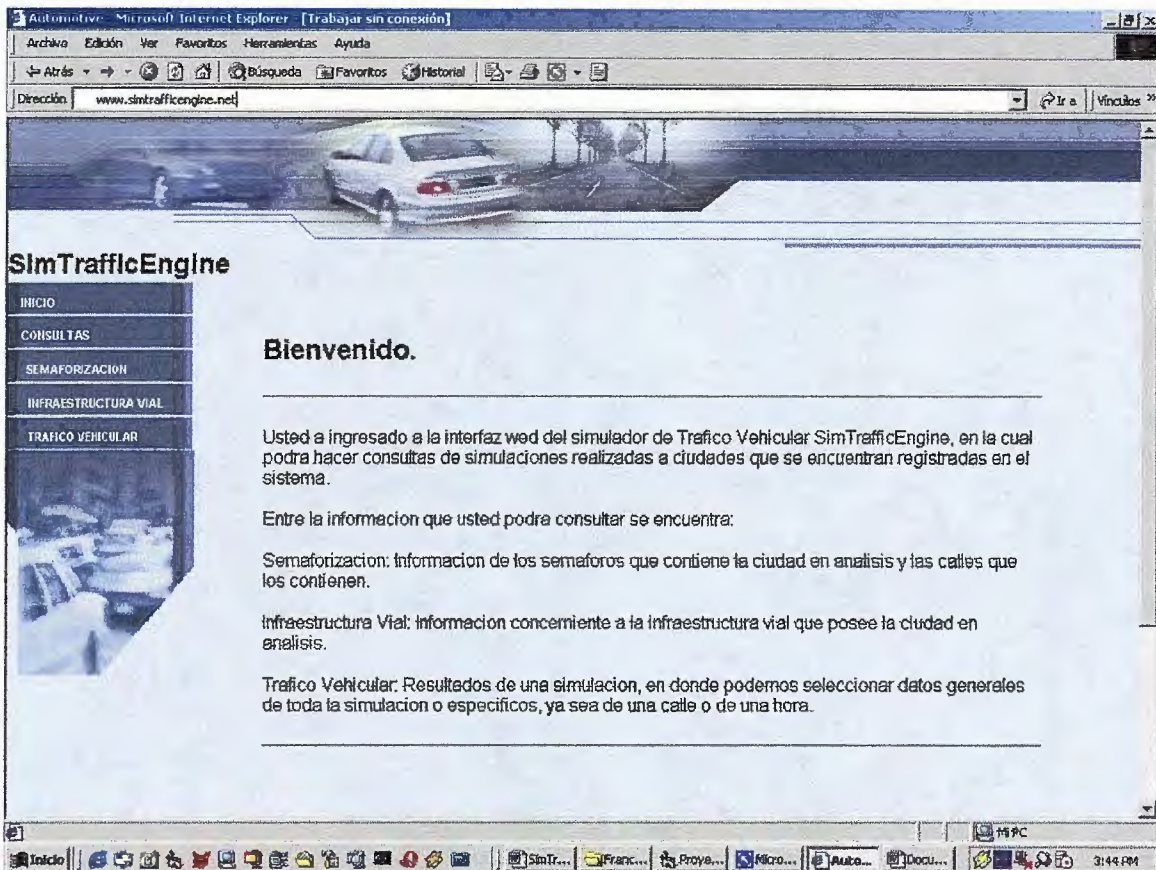 Automotive - Microsoft Internet Explorer - [Trabajar sin conexión]
Archivo Edición Ver Favoritos Herramientas Ayuda
Atrás Búsqueda Favoritos Historial
Dirección www.simtrafficengine.net Ir a Vínculos »
SimTrafficEngine
INICIO
CONSULTAS
SEMAFORIZACION
INFRAESTRUCTURA VIAL
TRAFICO VEHICULAR
Bienvenido.
Usted a ingresado a la interfaz wed del simulador de Trafico Vehicular SimTrafficEngine, en la cual
podra hacer consultas de simulaciones realizadas a ciudades que se encuentran registradas en el
sistema.
Entre la informacion que usted podra consultar se encuentra:
Semaforizacion: Informacion de los semaforos que contiene la ciudad en analisis y las calles que
los contienen.
Infraestructura Vial: Informacion concerniente a la infraestructura vial que posee la ciudad en
analisis.
Trafico Vehicular: Resultados de una simulacion, en donde podemos seleccionar datos generales
de toda la simulacion o especificos, ya sea de una calle o de una hora.
Mi PC
Inicio SimTr... Franc... Proye... Micro... Auto... Docu... 3:44 PM